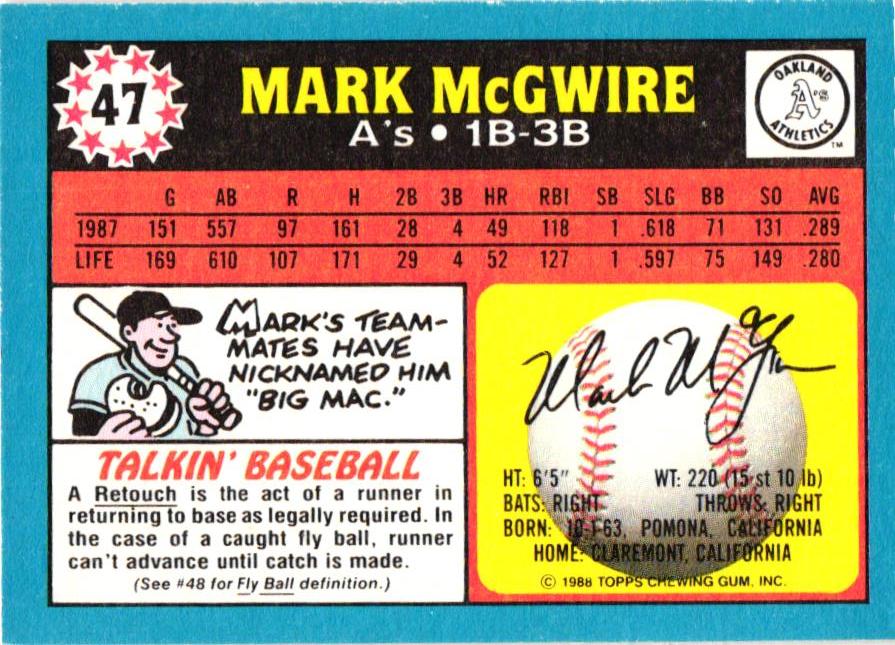 47
MARK McGWIRE
A's • 1B-3B
OAKLAND
A's
ATHLETICS
TM
G AB R H 2B 3B HR RBI SB SLG BB SO AVG
1987 151 557 97 161 28 4 49 118 1 .618 71 131 .289
LIFE 169 610 107 171 29 4 52 127 1 .597 75 149 .280
MARK'S TEAM-
MATES HAVE
NICKNAMED HIM
"BIG MAC."
TALKIN' BASEBALL
A Retouch is the act of a runner in
returning to base as legally required. In
the case of a caught fly ball, runner
can't advance until catch is made.
(See #48 for Fly Ball definition.)
Mark McGwire
HT: 6'5" WT: 220 (15 st 10 lb)
BATS: RIGHT THROWS: RIGHT
BORN: 10-1-63, POMONA, CALIFORNIA
HOME: CLAREMONT, CALIFORNIA
© 1988 TOPPS CHEWING GUM, INC.